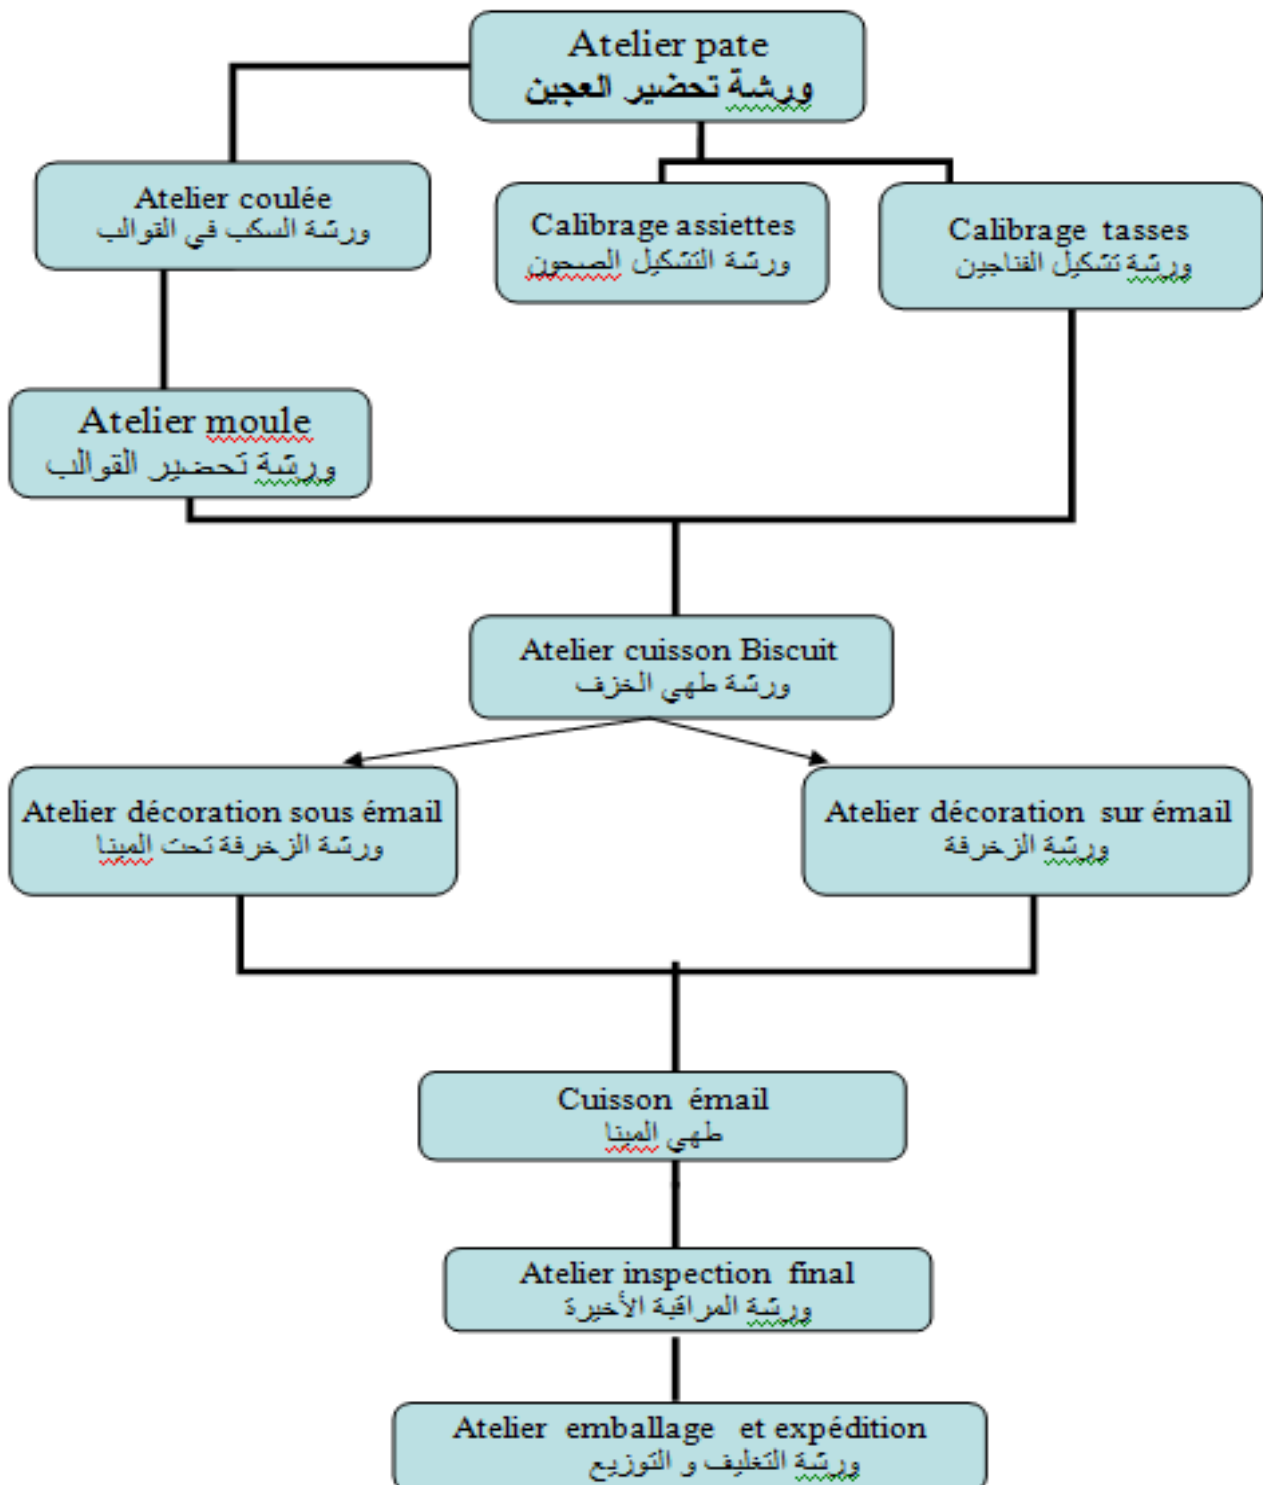 Atelier pate
ورشة تحضير العجين
Atelier coulée
ورشة السكب في القوالب
Calibrage assiettes
ورشة التشكيل الصحون
Calibrage tasses
ورشة تشكيل الفناجين
Atelier moule
ورشة تحضير القوالب
Atelier cuisson Biscuit
ورشة طهي الخزف
Atelier décoration sous émail
ورشة الزخرفة تحت المينا
Atelier décoration sur émail
ورشة الزخرفة
Cuisson émail
طهي المينا
Atelier inspection final
ورشة المراقبة الأخيرة
Atelier emballage et expédition
ورشة التغليف و التوزيع